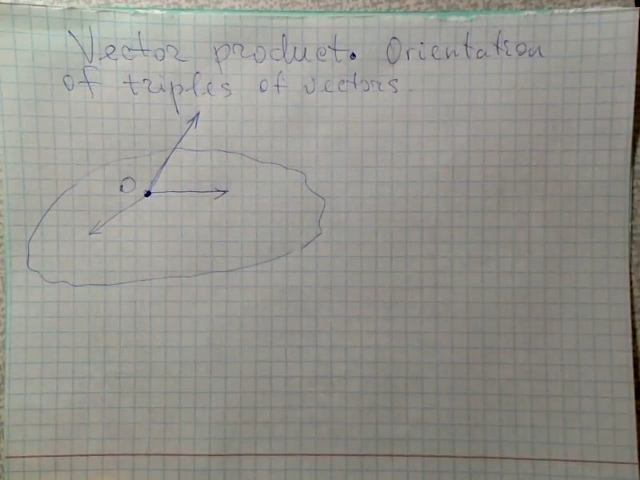 Vector product. Orientation
of triples of vectors.
O